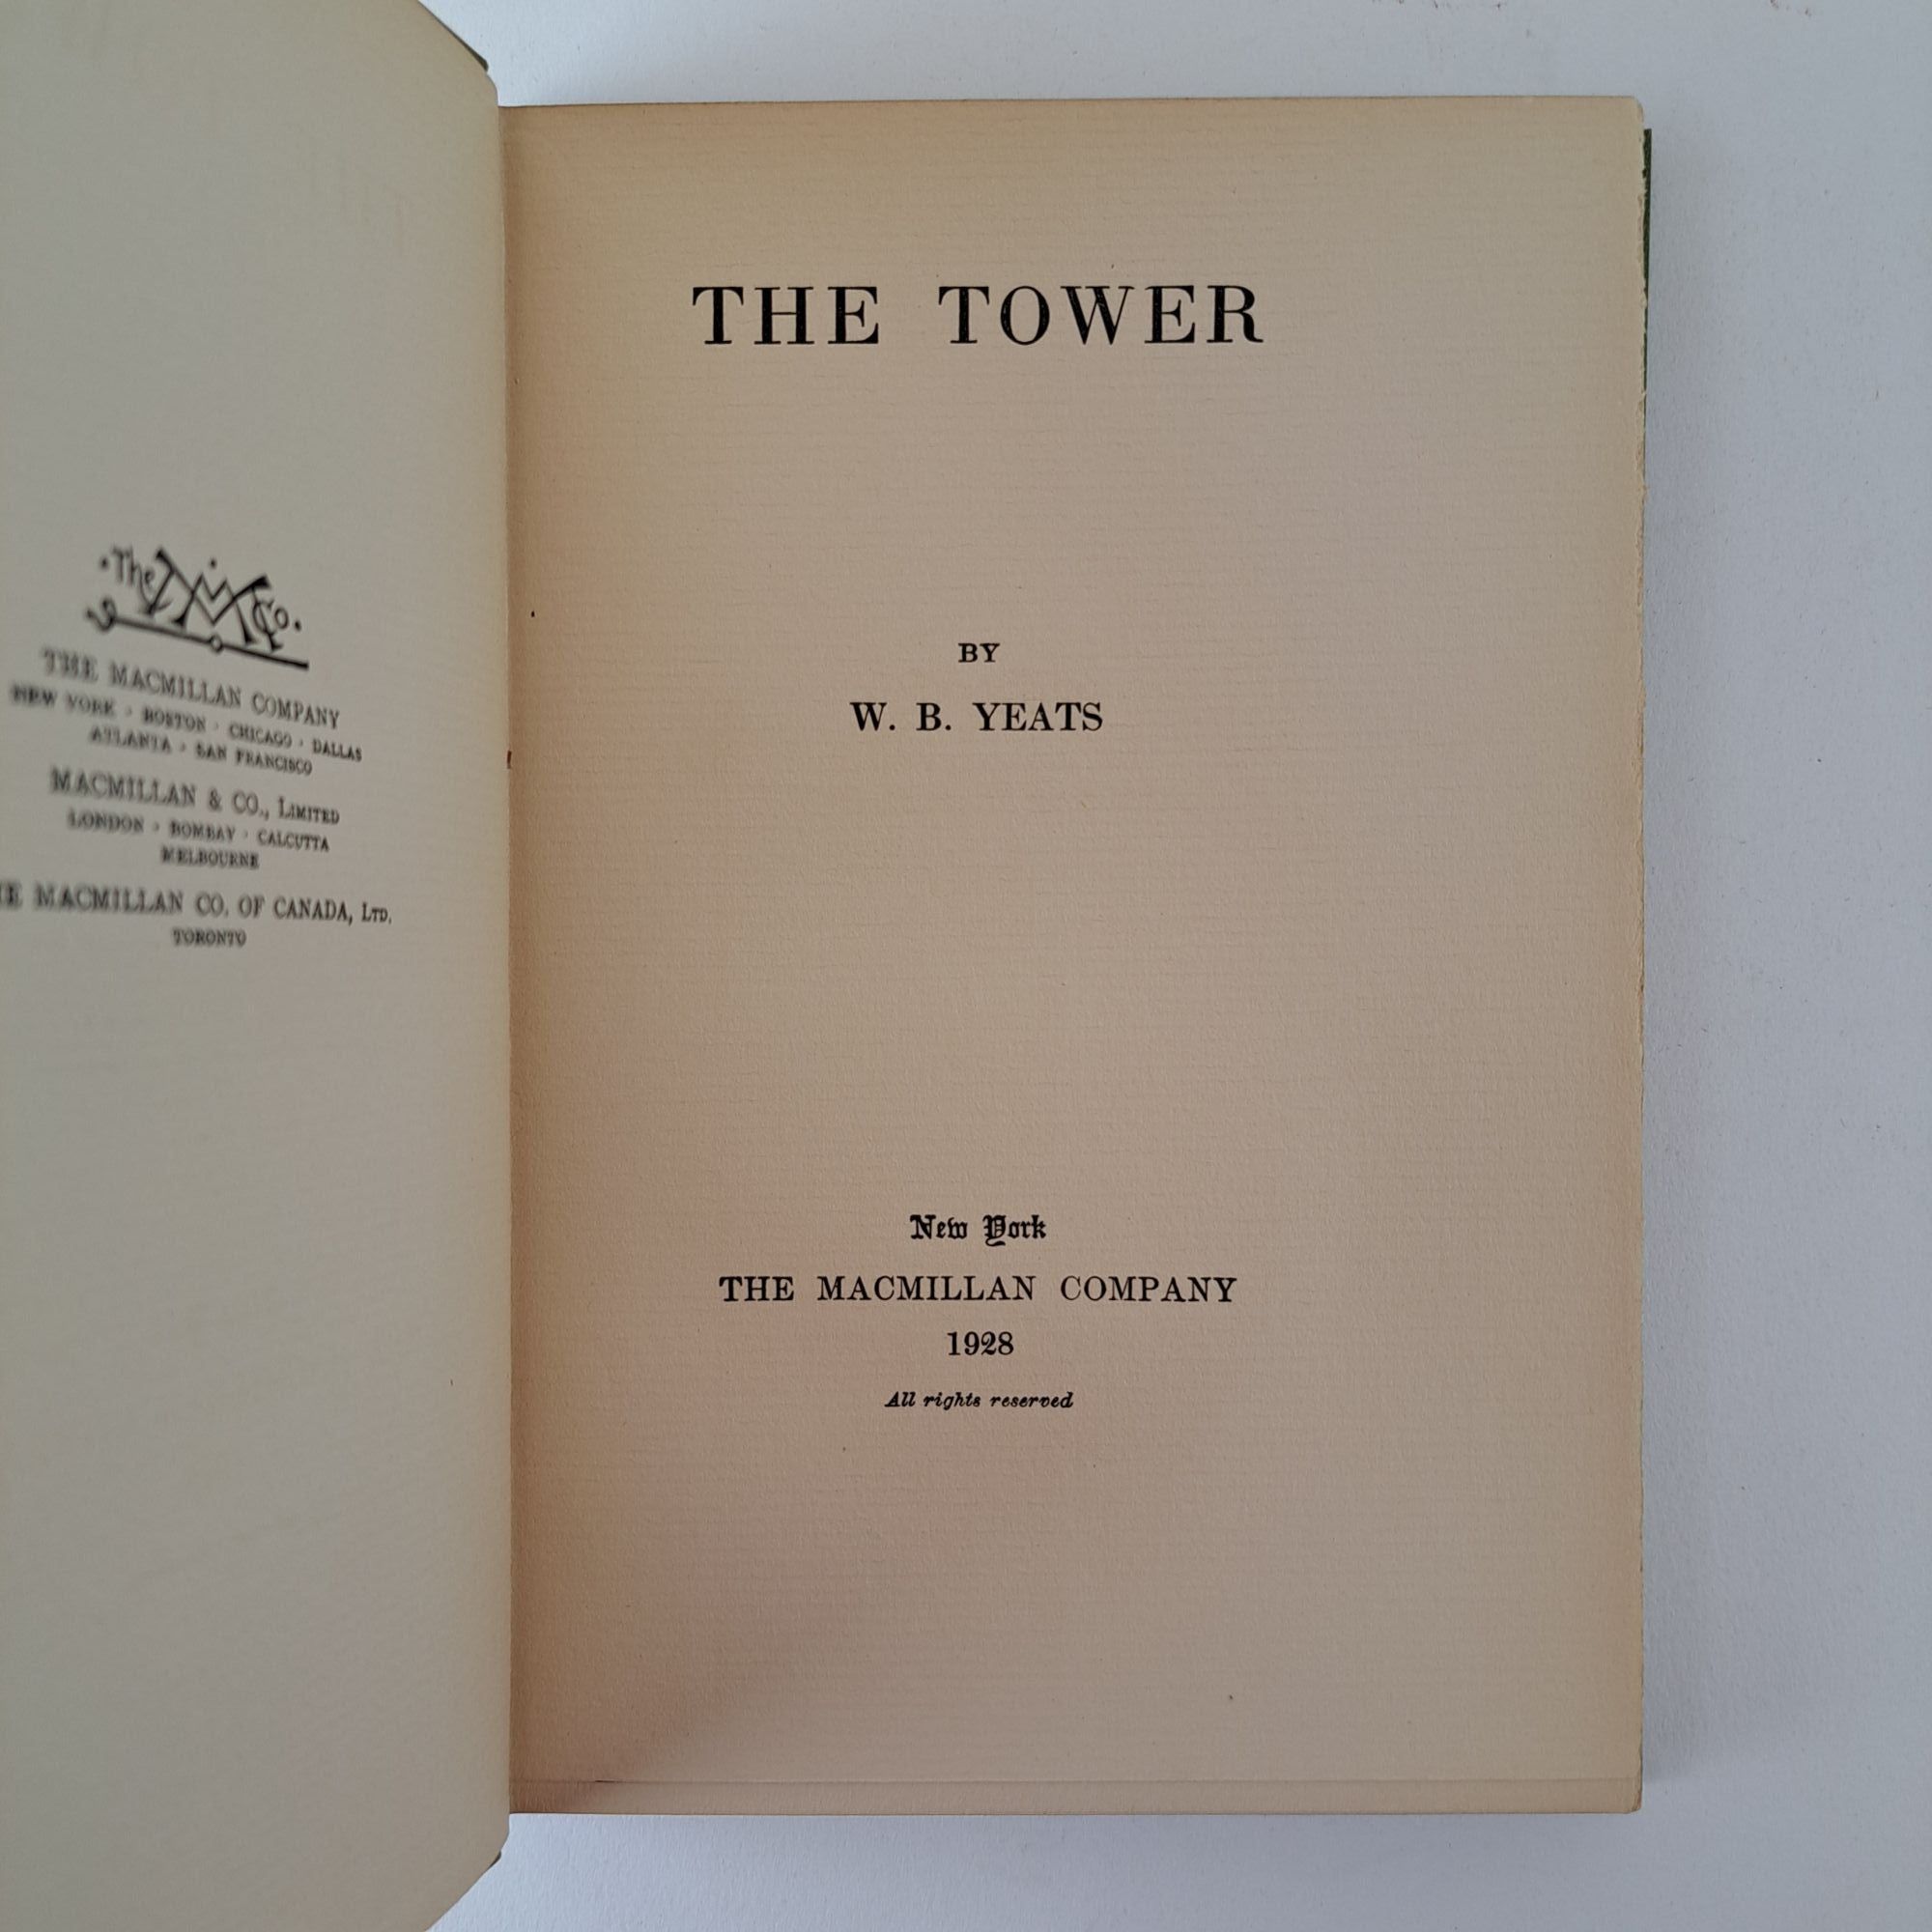 The M Co.
THE MACMILLAN COMPANY
NEW YORK · BOSTON · CHICAGO · DALLAS
ATLANTA · SAN FRANCISCO
MACMILLAN & CO., LIMITED
LONDON · BOMBAY · CALCUTTA
MELBOURNE
MACMILLAN CO. OF CANADA, LTD.
TORONTO
THE TOWER
BY
W. B. YEATS
New York
THE MACMILLAN COMPANY
1928
All rights reserved